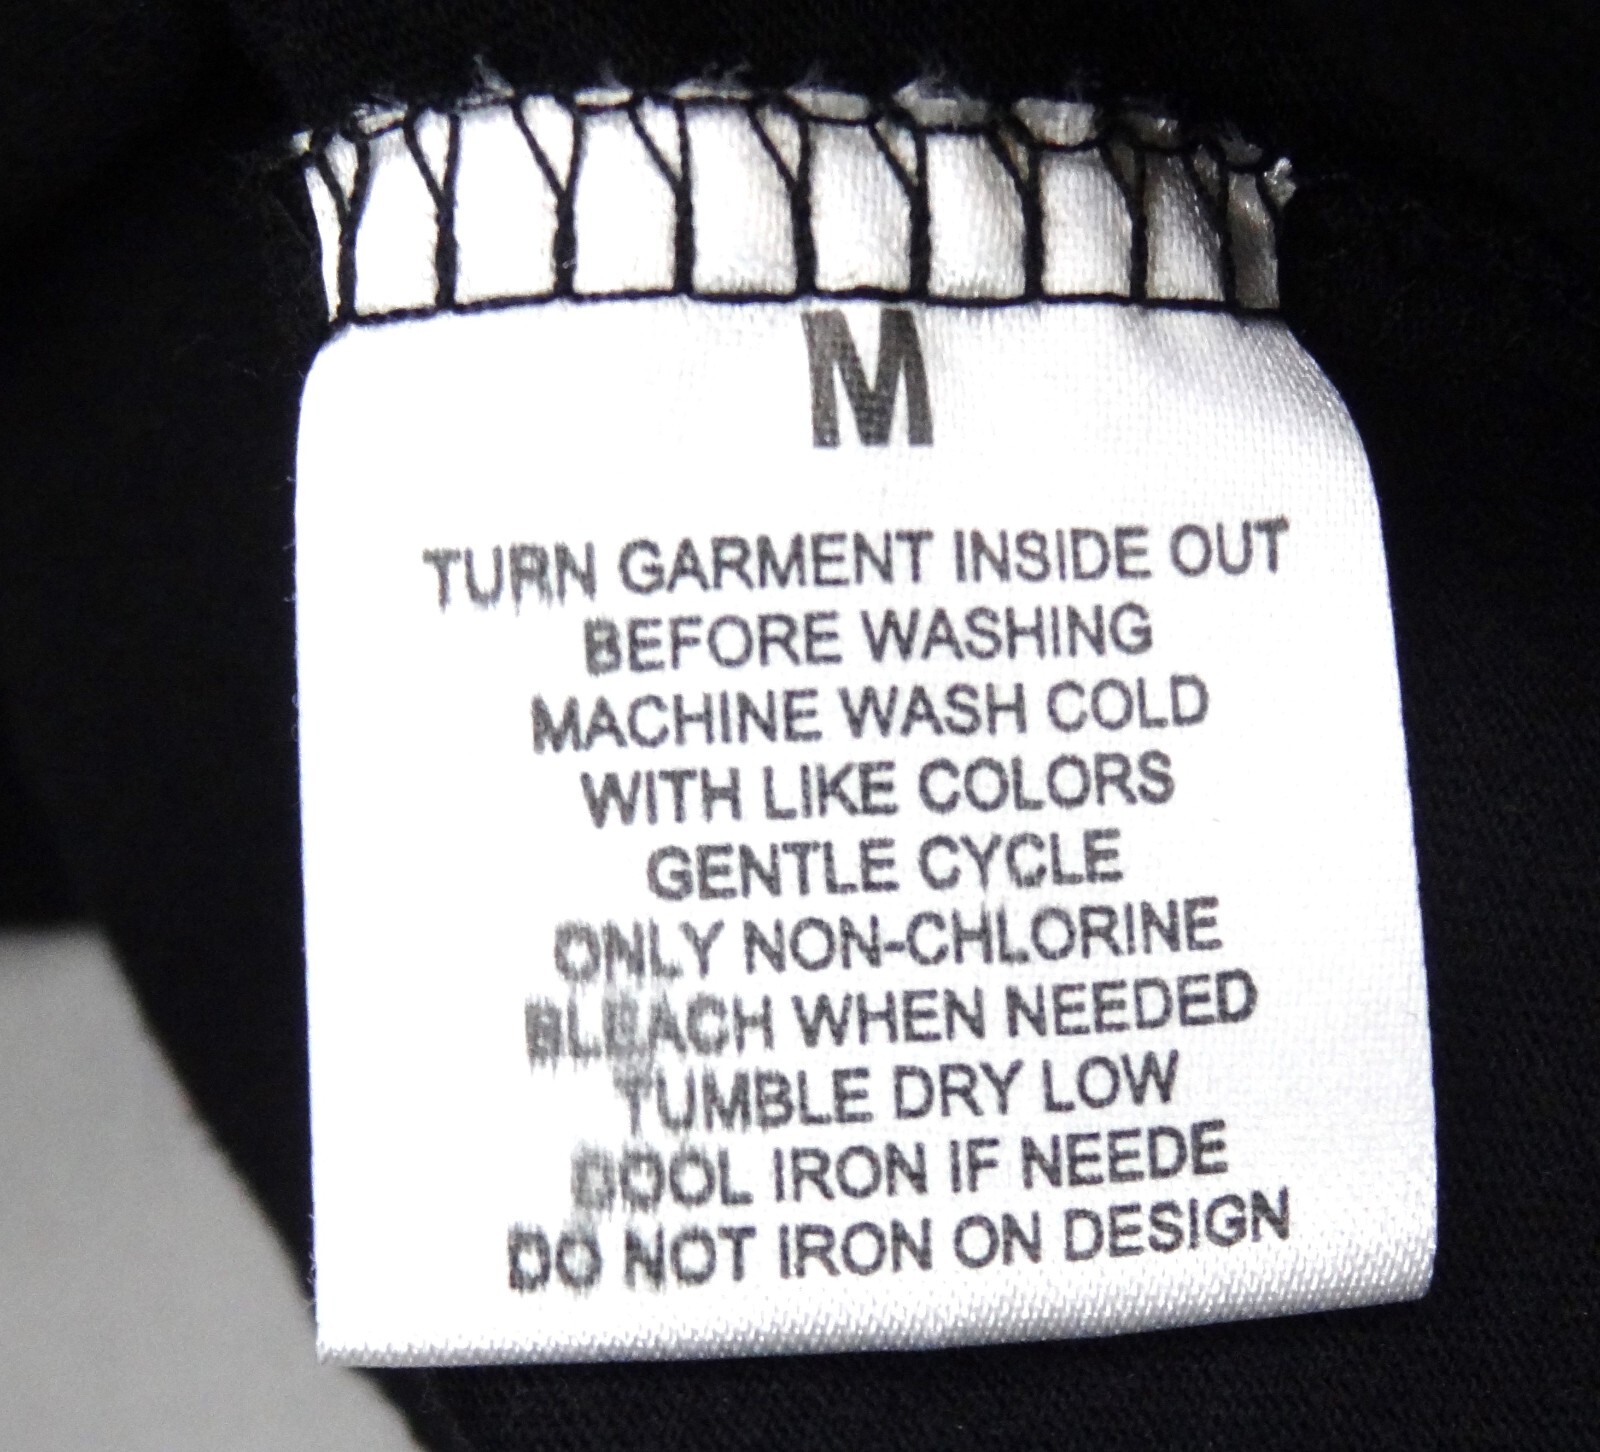 M
TURN GARMENT INSIDE OUT
BEFORE WASHING
MACHINE WASH COLD
WITH LIKE COLORS
GENTLE CYCLE
ONLY NON-CHLORINE
BLEACH WHEN NEEDED
TUMBLE DRY LOW
COOL IRON IF NEEDE
DO NOT IRON ON DESIGN